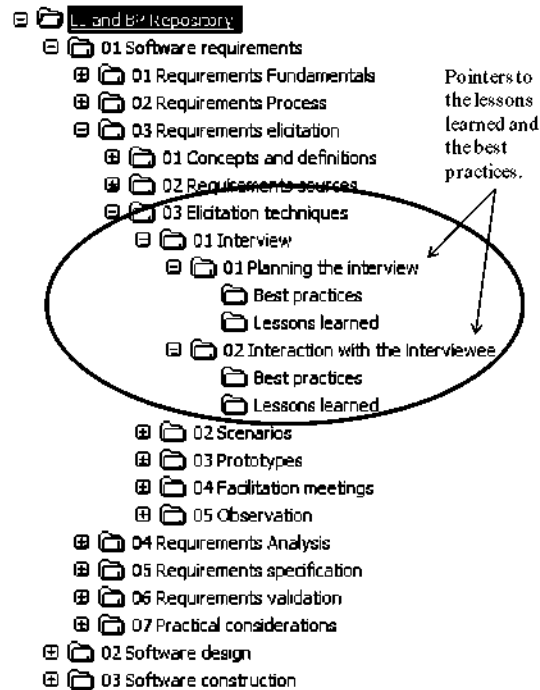 LL and BP Repository
01 Software requirements
01 Requirements Fundamentals
02 Requirements Process
03 Requirements elicitation
01 Concepts and definitions
02 Requirements sources
03 Elicitation techniques
01 Interview
01 Planning the interview
Best practices
Lessons learned
02 Interaction with the Interviewee
Best practices
Lessons learned
02 Scenarios
03 Prototypes
04 Facilitation meetings
05 Observation
04 Requirements Analysis
05 Requirements specification
06 Requirements validation
07 Practical considerations
02 Software design
03 Software construction
Pointers to
the lessons
learned and
the best
practices.